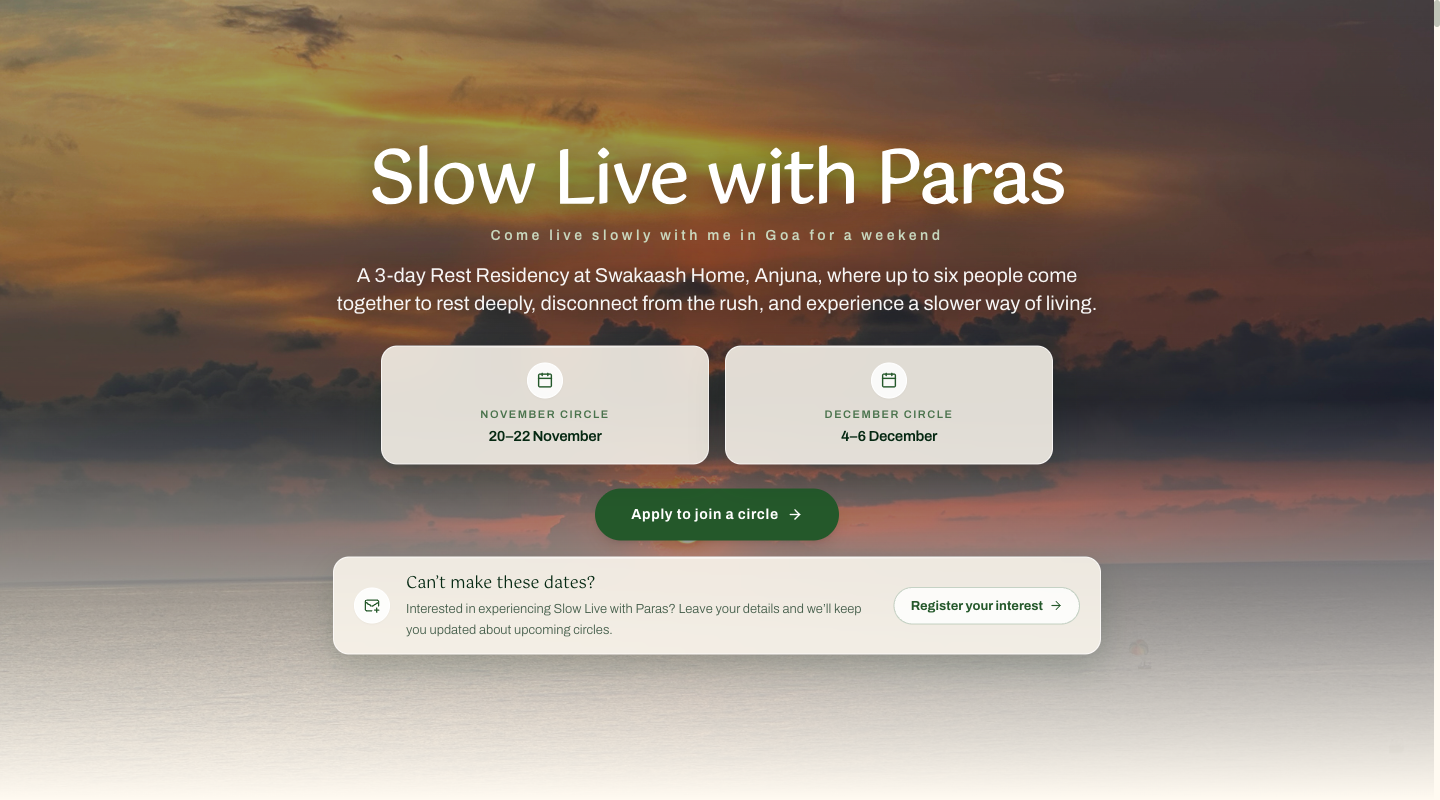 Slow Live with Paras
Come live slowly with me in Goa for a weekend
A 3-day Rest Residency at Swakaash Home, Anjuna, where up to six people come
together to rest deeply, disconnect from the rush, and experience a slower way of living.
NOVEMBER CIRCLE
20–22 November
DECEMBER CIRCLE
4–6 December
Apply to join a circle
Can’t make these dates?
Interested in experiencing Slow Live with Paras? Leave your details and we’ll keep
you updated about upcoming circles.
Register your interest